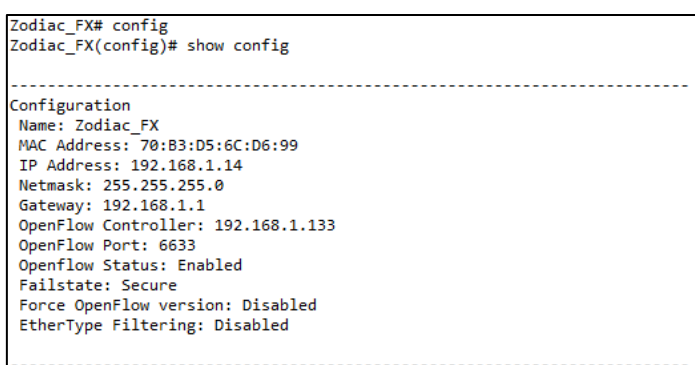 Zodiac_FX# config
Zodiac_FX(config)# show config
-------------------------------------------------------------------------
Configuration
Name: Zodiac_FX
MAC Address: 70:B3:D5:6C:D6:99
IP Address: 192.168.1.14
Netmask: 255.255.255.0
Gateway: 192.168.1.1
OpenFlow Controller: 192.168.1.133
OpenFlow Port: 6633
Openflow Status: Enabled
Failstate: Secure
Force OpenFlow version: Disabled
EtherType Filtering: Disabled
-------------------------------------------------------------------------